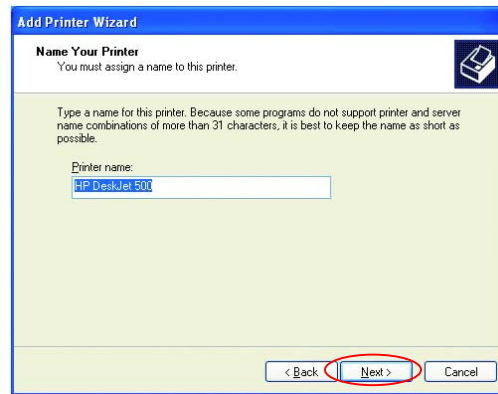 Add Printer Wizard
Name Your Printer
You must assign a name to this printer.
Type a name for this printer. Because some programs do not support printer and server
name combinations of more than 31 characters, it is best to keep the name as short as
possible.
Printer name:
HP DeskJet 500
< Back
Next >
Cancel